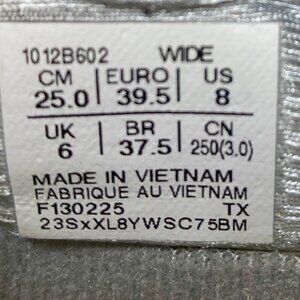 1012B602 WIDE
CM EURO US
25.0 39.5 8
UK BR CN
6 37.5 250(3.0)
MADE IN VIETNAM
FABRIQUE AU VIETNAM
F130225 TX
23SxXL8YWSC75BM